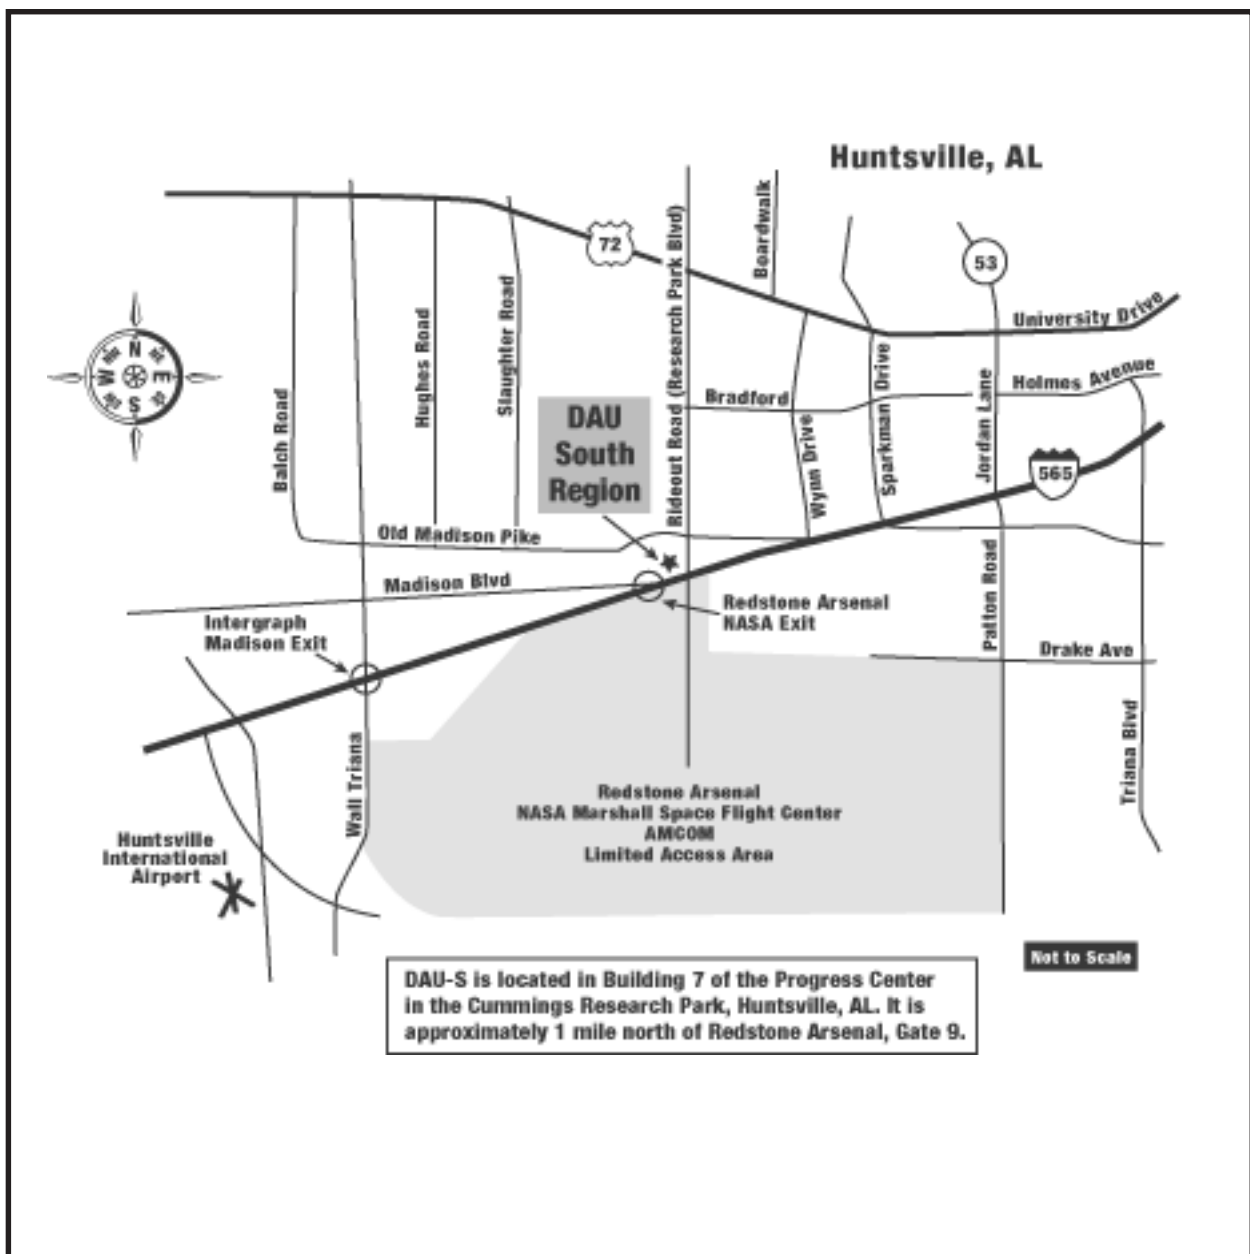 Huntsville, AL
72
Boardwalk
53
University Drive
Rideout Road (Research Park Blvd)
Slaughter Road
Hughes Road
Balch Road
N
NE
E
SE
S
SW
W
NW
Holmes Avenue
Bradford
Sparkman Drive
Jordan Lane
Wynn Drive
565
DAU
South
Region
Old Madison Pike
Madison Blvd
Redstone Arsenal
NASA Exit
Intergraph
Madison Exit
Patton Road
Drake Ave
Triana Blvd
Wall Triana
Redstone Arsenal
NASA Marshall Space Flight Center
AMCOM
Limited Access Area
Huntsville
International
Airport
Not to Scale
DAU-S is located in Building 7 of the Progress Center
in the Cummings Research Park, Huntsville, AL. It is
approximately 1 mile north of Redstone Arsenal, Gate 9.